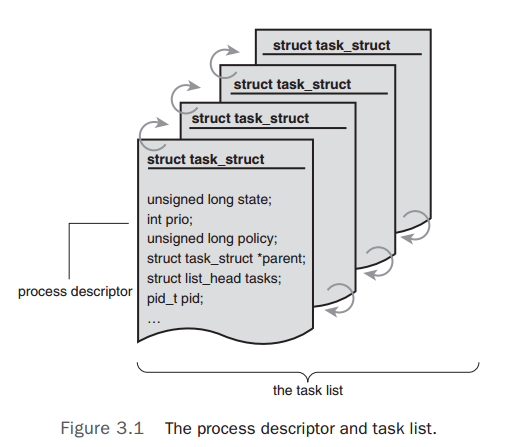 struct task_struct
struct task_struct
struct task_struct
struct task_struct
unsigned long state;
int prio;
unsigned long policy;
struct task_struct *parent;
struct list_head tasks;
pid_t pid;
...
process descriptor
the task list
Figure 3.1 The process descriptor and task list.